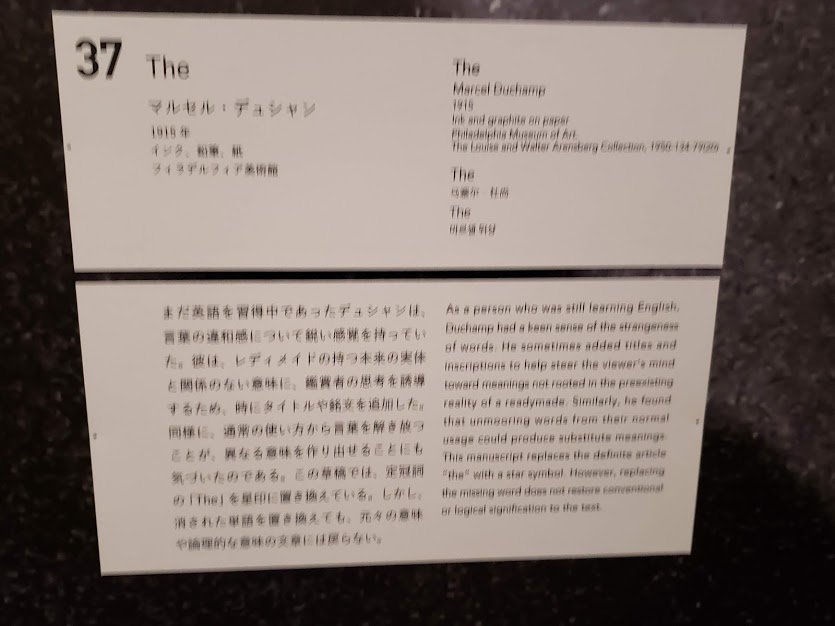 37
The
マルセル・デュシャン
1915年
インク、鉛筆、紙
フィラデルフィア美術館
The
Marcel Duchamp
1915
Ink and graphite on paper
Philadelphia Museum of Art.
The Louise and Walter Arensberg Collection, 1950-134-
The
马塞尔·杜尚
The
마르셀 뒤샹
まだ英語を習得中であったデュシャンは、
言葉の違和感について鋭い感覚を持ってい
た。彼は、レディメイドの持つ本来の実体
と関係のない意味に、鑑賞者の思考を誘導
するため、時にタイトルや銘文を追加した。
同様に、通常の使い方から言葉を解き放つ
ことが、異なる意味を作り出せることにも
気づいたのである。この草稿では、定冠詞
の「The」を星印に置き換えている。しかし、
消された単語を置き換えても、元々の意味
や論理的な意味の文章には戻らない。
As a person who was still learning English,
Duchamp had a keen sense of the strangeness
of words. He sometimes added titles and
inscriptions to help steer the viewer's mind
toward meanings not rooted in the preexisting
reality of a readymade. Similarly, he found
that unmooring words from their normal
usage could produce substitute meanings.
This manuscript replaces the definite article
"the" with a star symbol. However, replacing
the missing word does not restore conventional
or logical signification to the text.